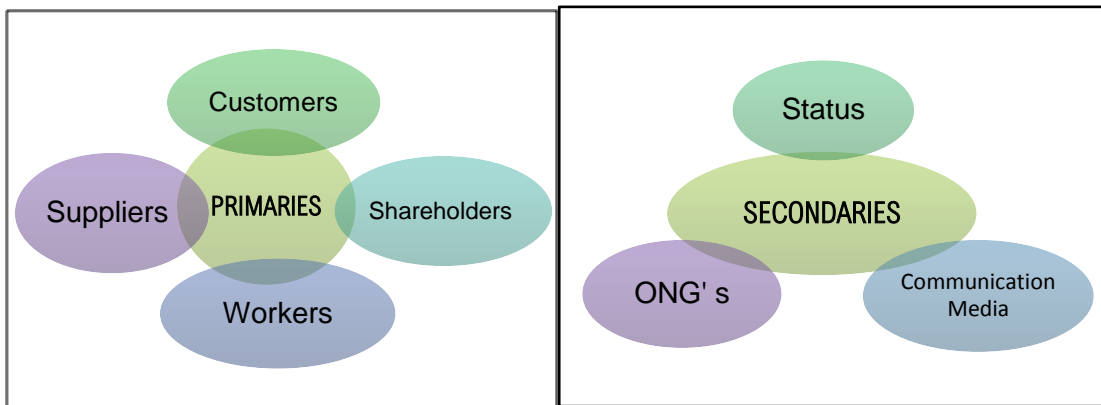 Customers
Suppliers
PRIMARIES
Shareholders
Workers
Status
SECONDARIES
ONG' s
Communication
Media